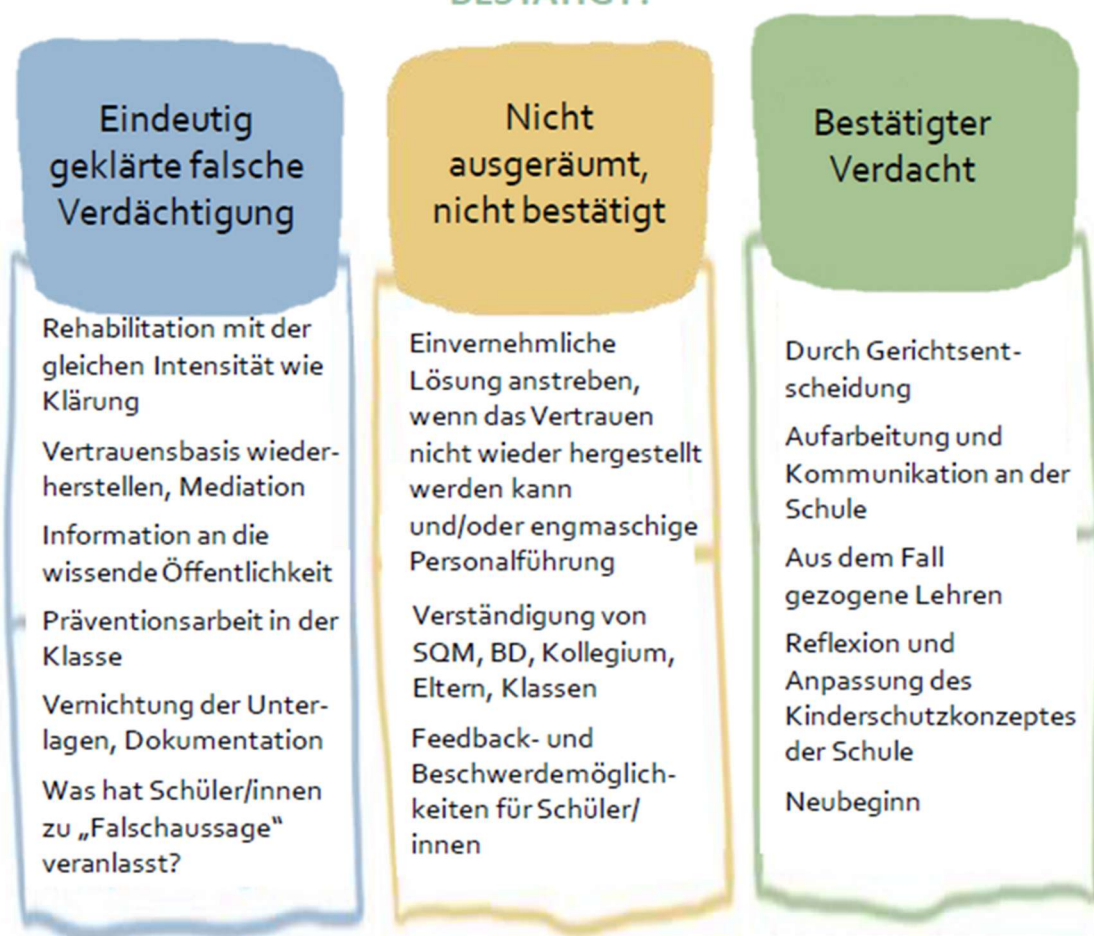 Eindeutig
geklärte falsche
Verdächtigung
Rehabilitation mit der
gleichen Intensität wie
Klärung
Vertrauensbasis wieder-
herstellen, Mediation
Information an die
wissende Öffentlichkeit
Präventionsarbeit in der
Klasse
Vernichtung der Unter-
lagen, Dokumentation
Was hat Schüler/innen
zu „Falschaussage“
veranlasst?
Nicht
ausgeräumt,
nicht bestätigt
Einvernehmliche
Lösung anstreben,
wenn das Vertrauen
nicht wieder hergestellt
werden kann
und/oder engmaschige
Personalführung
Verständigung von
SQM, BD, Kollegium,
Eltern, Klassen
Feedback- und
Beschwerdemöglich-
keiten für Schüler/
innen
Bestätigter
Verdacht
Durch Gerichtsent-
scheidung
Aufarbeitung und
Kommunikation an der
Schule
Aus dem Fall
gezogene Lehren
Reflexion und
Anpassung des
Kinderschutzkonzeptes
der Schule
Neubeginn